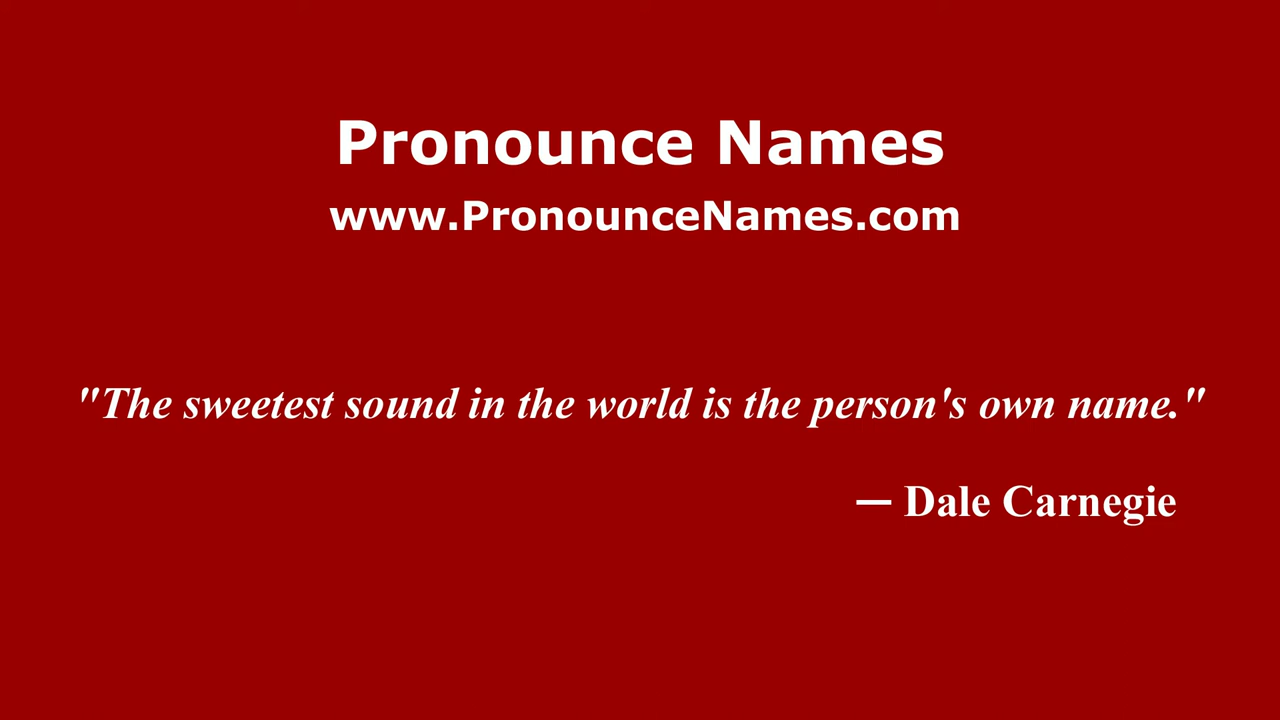 Pronounce Names
www.PronounceNames.com
"The sweetest sound in the world is the person's own name."
— Dale Carnegie